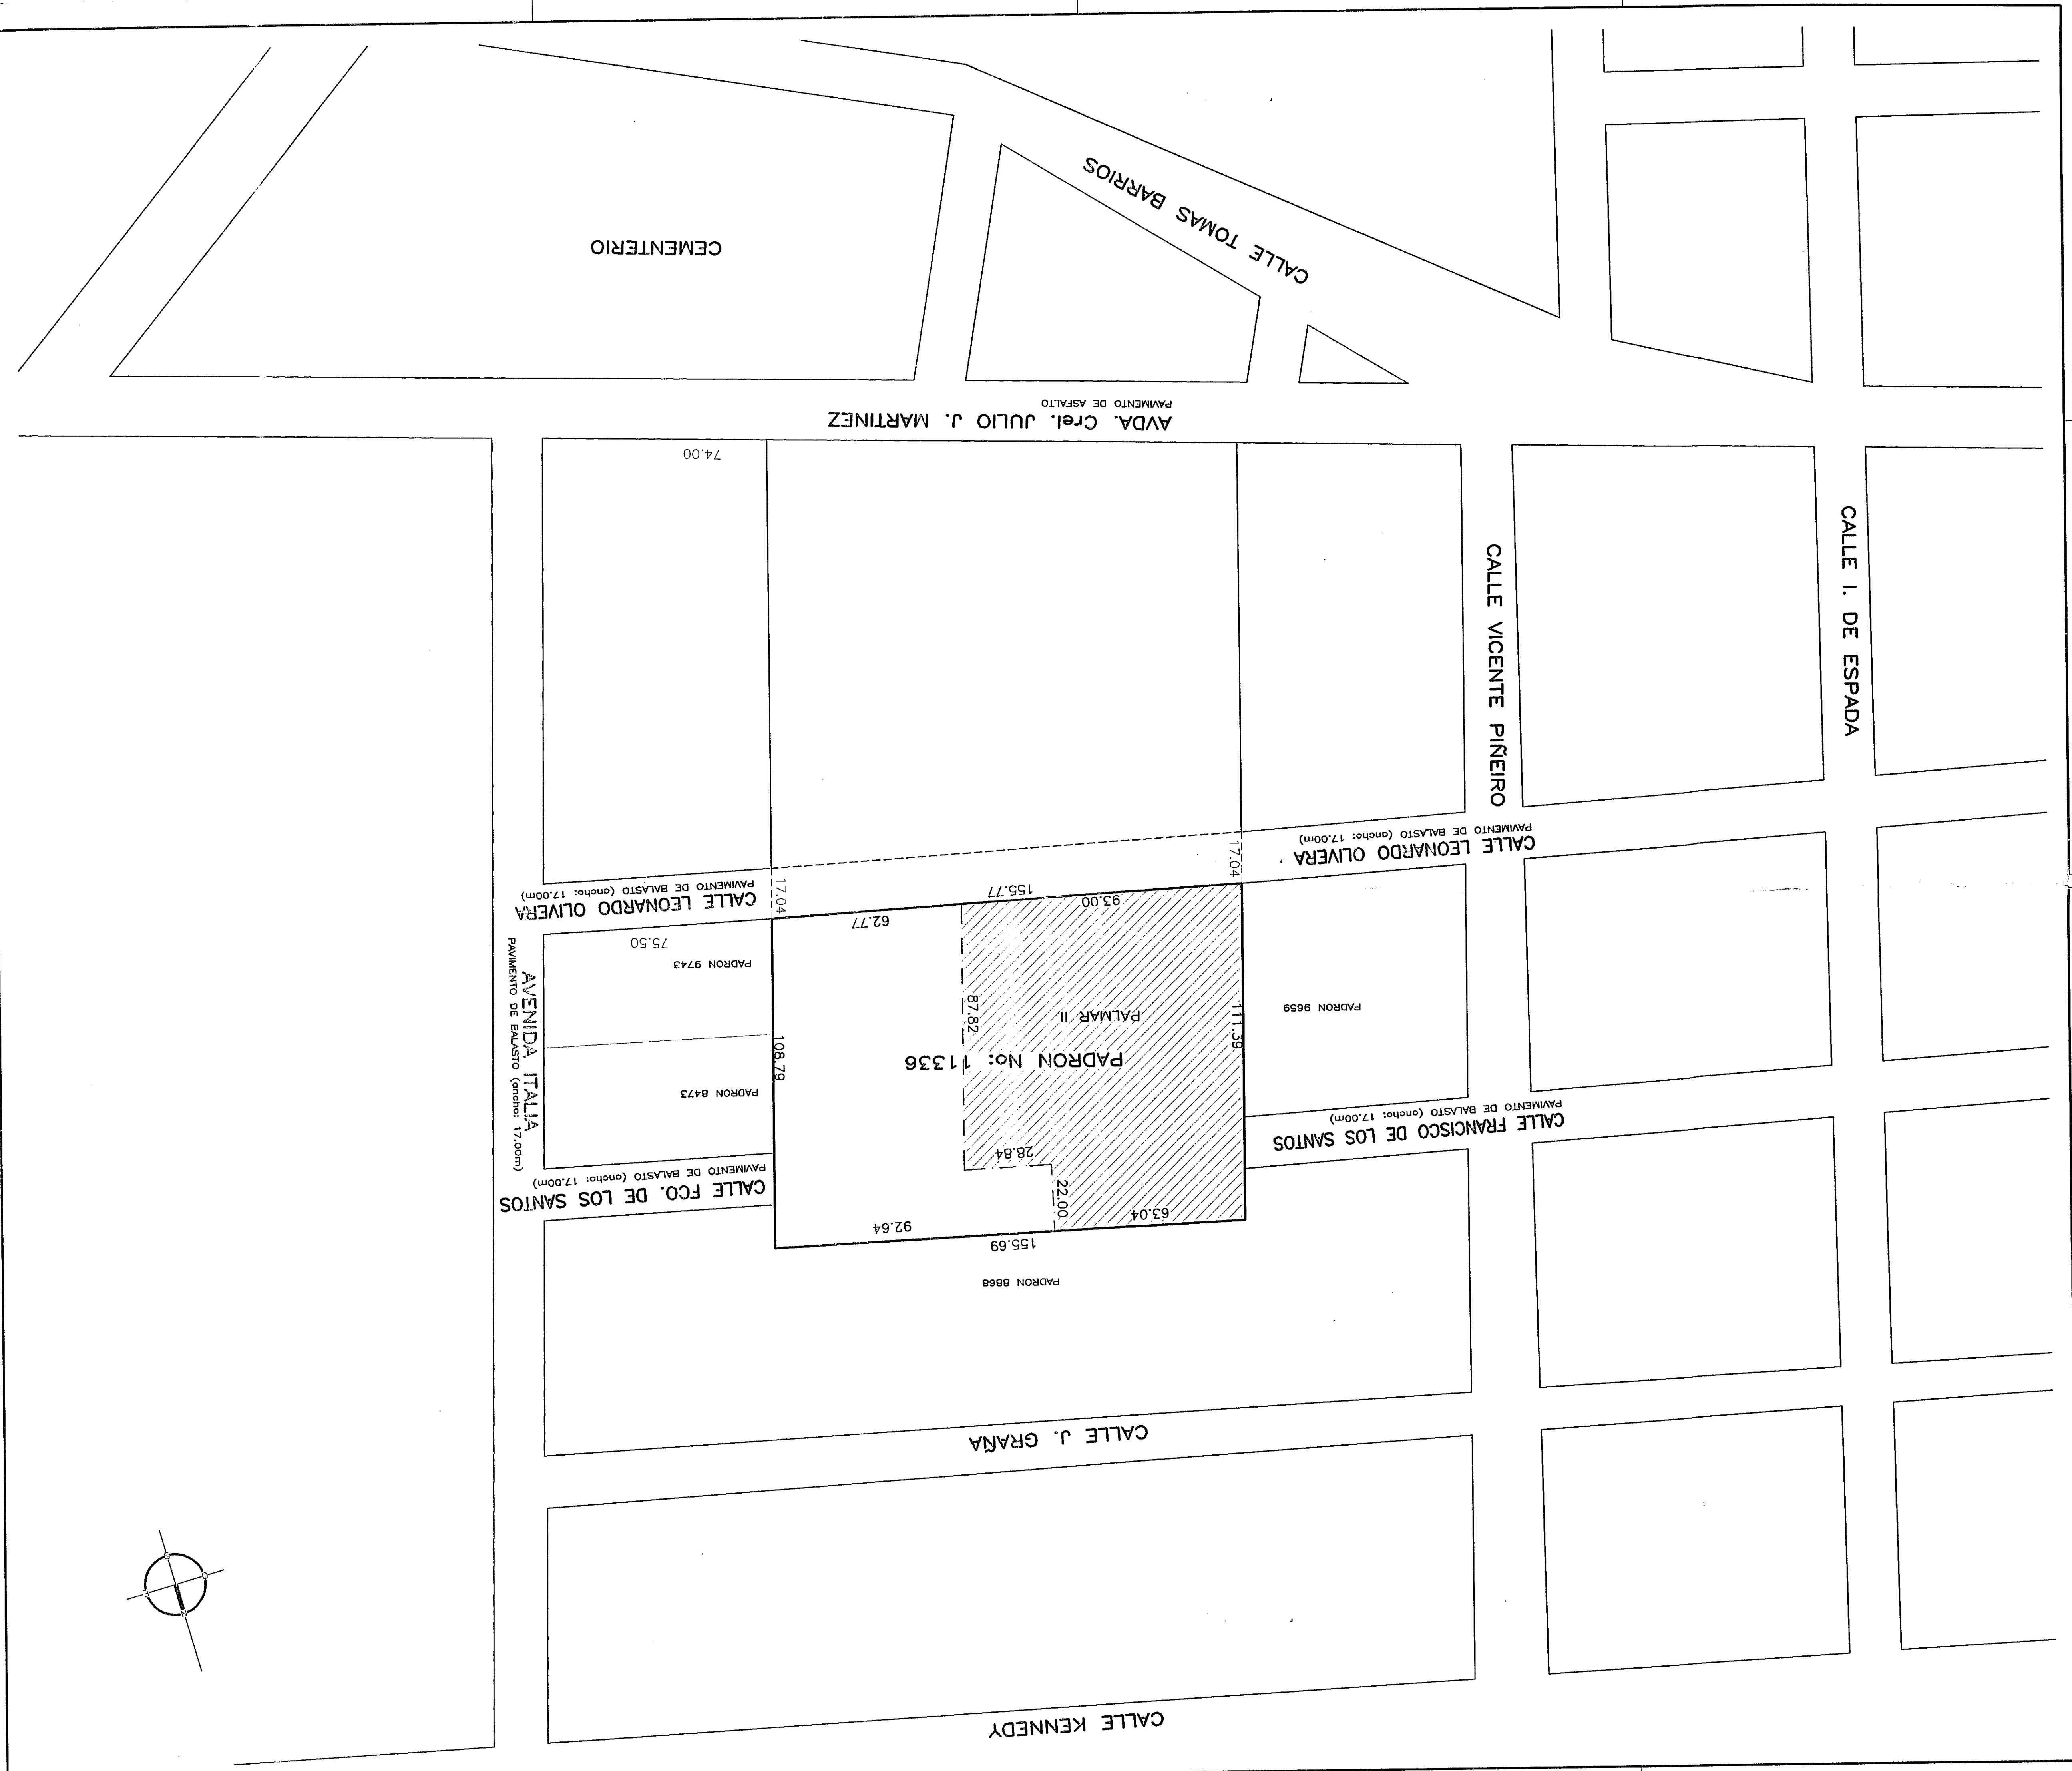 CALLE KENNEDY
CALLE J. GRAÑA
PADRON 8868
155.69
63.04
92.64
22.00
28.84
CALLE FRANCISCO DE LOS SANTOS
PAVIMENTO DE BALASTO (ancho: 17.00m)
CALLE FCO. DE LOS SANTOS
PAVIMENTO DE BALASTO (ancho: 17.00m)
AVENIDA ITALIA
PAVIMENTO DE BALASTO (ancho: 17.00m)
PADRON 8473
PADRON 9743
75.50
108.79
PADRON No: 11336
PALMAR II
87.82
111.39
PADRON 9659
93.00
62.77
155.77
17.04
17.04
CALLE LEONARDO OLIVERA
PAVIMENTO DE BALASTO (ancho: 17.00m)
CALLE LEONARDO OLIVERA
PAVIMENTO DE BALASTO (ancho: 17.00m)
CALLE VICENTE PIÑEIRO
CALLE I. DE ESPADA
74.00
AVDA. Crel. JULIO J. MARTINEZ
PAVIMENTO DE ASFALTO
CALLE TOMAS BARRIOS
CEMENTERIO
N
S
E
O